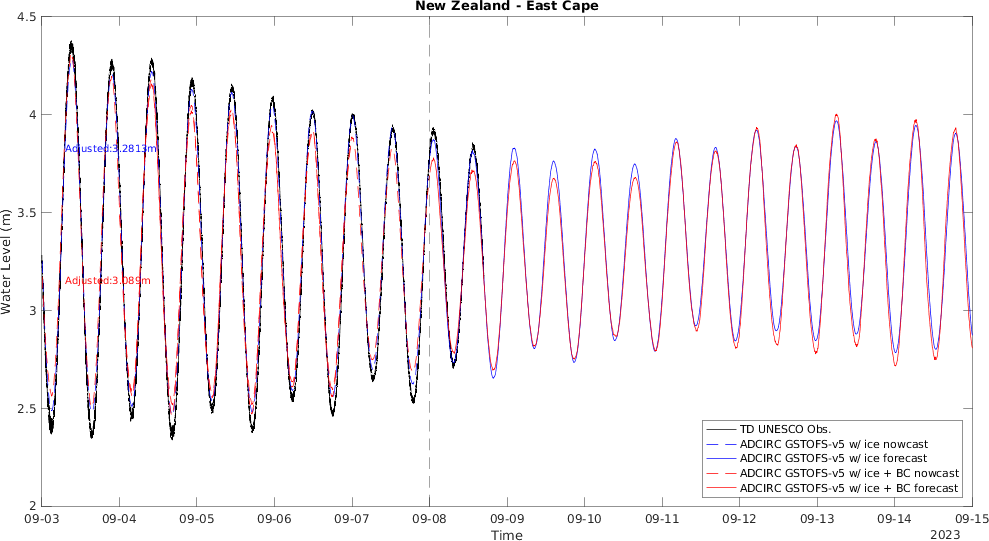 New Zealand - East Cape
4.5
4
3.5
3
2.5
2
Water Level (m)
Adjusted:3.2813m
Adjusted:3.089m
TD UNESCO Obs.
ADCIRC GSTOFS-v5 w/ ice nowcast
ADCIRC GSTOFS-v5 w/ ice forecast
ADCIRC GSTOFS-v5 w/ ice + BC nowcast
ADCIRC GSTOFS-v5 w/ ice + BC forecast
09-03 09-04 09-05 09-06 09-07 09-08 09-09 09-10 09-11 09-12 09-13 09-14 09-15
Time
2023